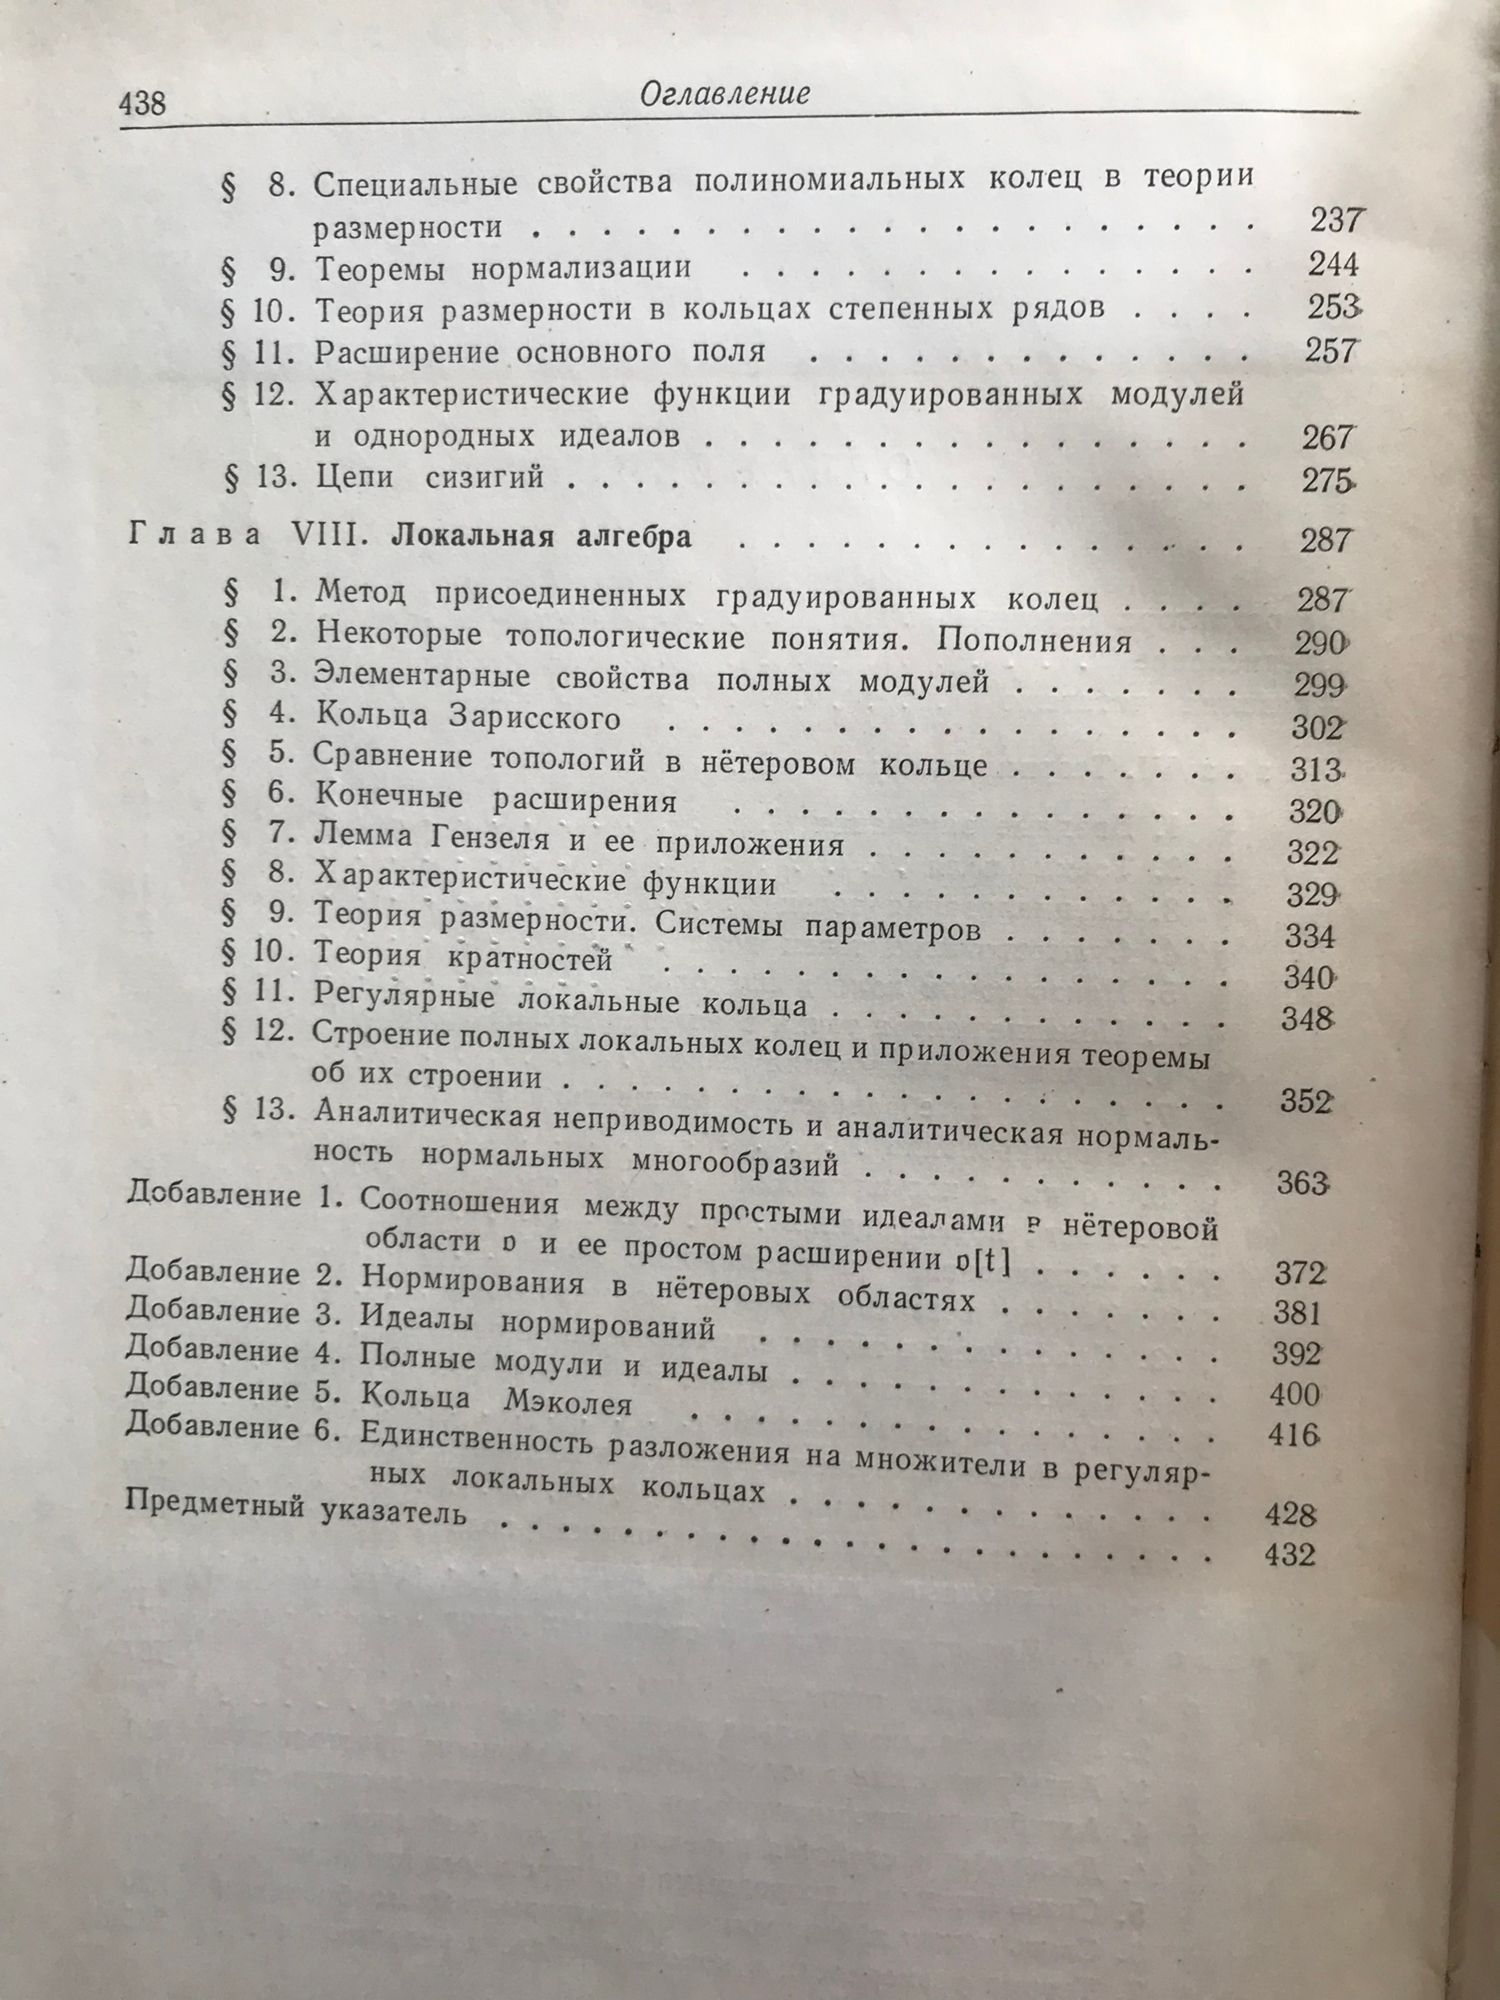 438 Оглавление
§ 8. Специальные свойства полиномиальных колец в теории
размерности . . . . . . . . . . . . . . . . . . . . . 237
§ 9. Теоремы нормализации . . . . . . . . . . . . . . . 244
§ 10. Теория размерности в кольцах степенных рядов . . . . 253
§ 11. Расширение основного поля . . . . . . . . . . . . . 257
§ 12. Характеристические функции градуированных модулей
и однородных идеалов . . . . . . . . . . . . . . . . 267
§ 13. Цепи сизигий . . . . . . . . . . . . . . . . . . . . 275
Глава VIII. Локальная алгебра . . . . . . . . . . . . . . . 287
§ 1. Метод присоединенных градуированных колец . . . . 287
§ 2. Некоторые топологические понятия. Пополнения . . . 290
§ 3. Элементарные свойства полных модулей . . . . . . . 299
§ 4. Кольца Зарисского . . . . . . . . . . . . . . . . . 302
§ 5. Сравнение топологий в нётеровом кольце . . . . . . . 313
§ 6. Конечные расширения . . . . . . . . . . . . . . . 320
§ 7. Лемма Гензеля и ее приложения . . . . . . . . . . . 322
§ 8. Характеристические функции . . . . . . . . . . . . 329
§ 9. Теория размерности. Системы параметров . . . . . . . 334
§ 10. Теория кратностей . . . . . . . . . . . . . . . . . 340
§ 11. Регулярные локальные кольца . . . . . . . . . . . . 348
§ 12. Строение полных локальных колец и приложения теоремы
об их строении . . . . . . . . . . . . . . . . . . . . 352
§ 13. Аналитическая неприводимость и аналитическая нормаль-
ность нормальных многообразий . . . . . . . . . . . 363
Добавление 1. Соотношения между простыми идеалами в нётеровой
области 𝔬 и ее простом расширении 𝔬[t] . . . . . . 372
Добавление 2. Нормирования в нётеровых областях . . . . . . . 381
Добавление 3. Идеалы нормирований . . . . . . . . . . . . . . 392
Добавление 4. Полные модули и идеалы . . . . . . . . . . . . . 400
Добавление 5. Кольца Мэколея . . . . . . . . . . . . . . . . 416
Добавление 6. Единственность разложения на множители в регуляр-
ных локальных кольцах . . . . . . . . . . . . . 428
Предметный указатель . . . . . . . . . . . . . . . . . . . . . 432